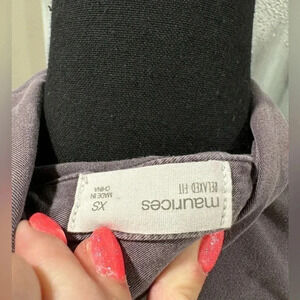 maurices
RELAXED FIT
XS
MADE IN
CHINA